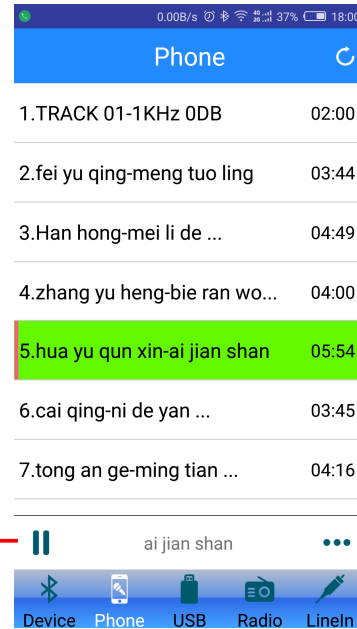 0.00B/s 4G 2G 37% 18:00
Phone
1.TRACK 01-1KHz 0DB 02:00
2.fei yu qing-meng tuo ling 03:44
3.Han hong-mei li de ... 04:49
4.zhang yu heng-bie ran wo... 04:00
5.hua yu qun xin-ai jian shan 05:54
6.cai qing-ni de yan ... 03:45
7.tong an ge-ming tian ... 04:16
ai jian shan
Device Phone USB Radio LineIn